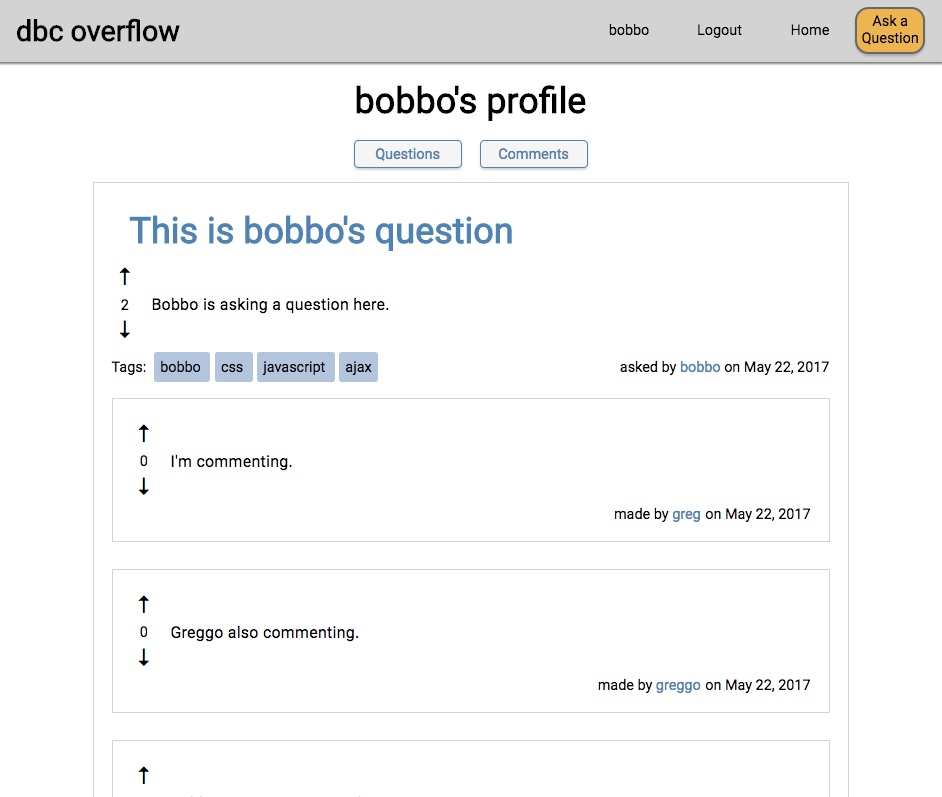 dbc overflow
bobbo Logout Home Ask a
Question
bobbo's profile
Questions Comments
This is bobbo's question
↑
2 Bobbo is asking a question here.
↓
Tags: bobbo css javascript ajax asked by bobbo on May 22, 2017
↑
0 I'm commenting.
↓
made by greg on May 22, 2017
↑
0 Greggo also commenting.
↓
made by greggo on May 22, 2017
↑